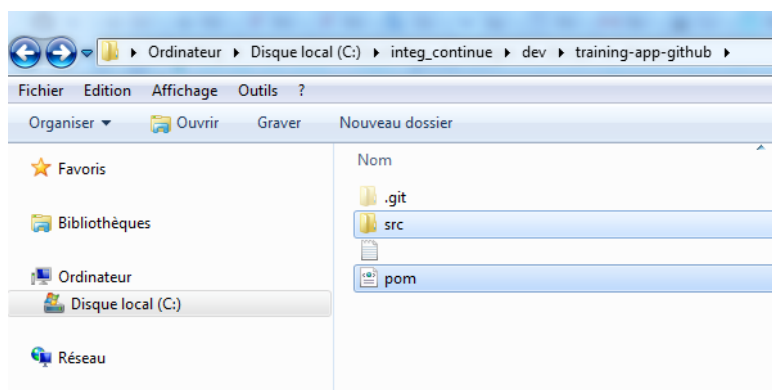 Ordinateur Disque local (C:) integ_continue dev training-app-github
Fichier Edition Affichage Outils ?
Organiser Ouvrir Graver Nouveau dossier
Favoris
Bibliothèques
Ordinateur
Disque local (C:)
Réseau
Nom
.git
src
pom